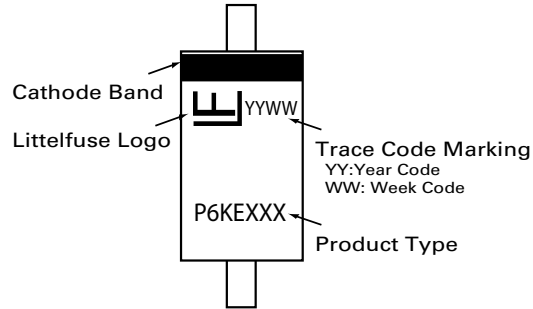 Cathode Band
YYWW
Littelfuse Logo
Trace Code Marking
YY:Year Code
WW: Week Code
P6KEXXX
Product Type